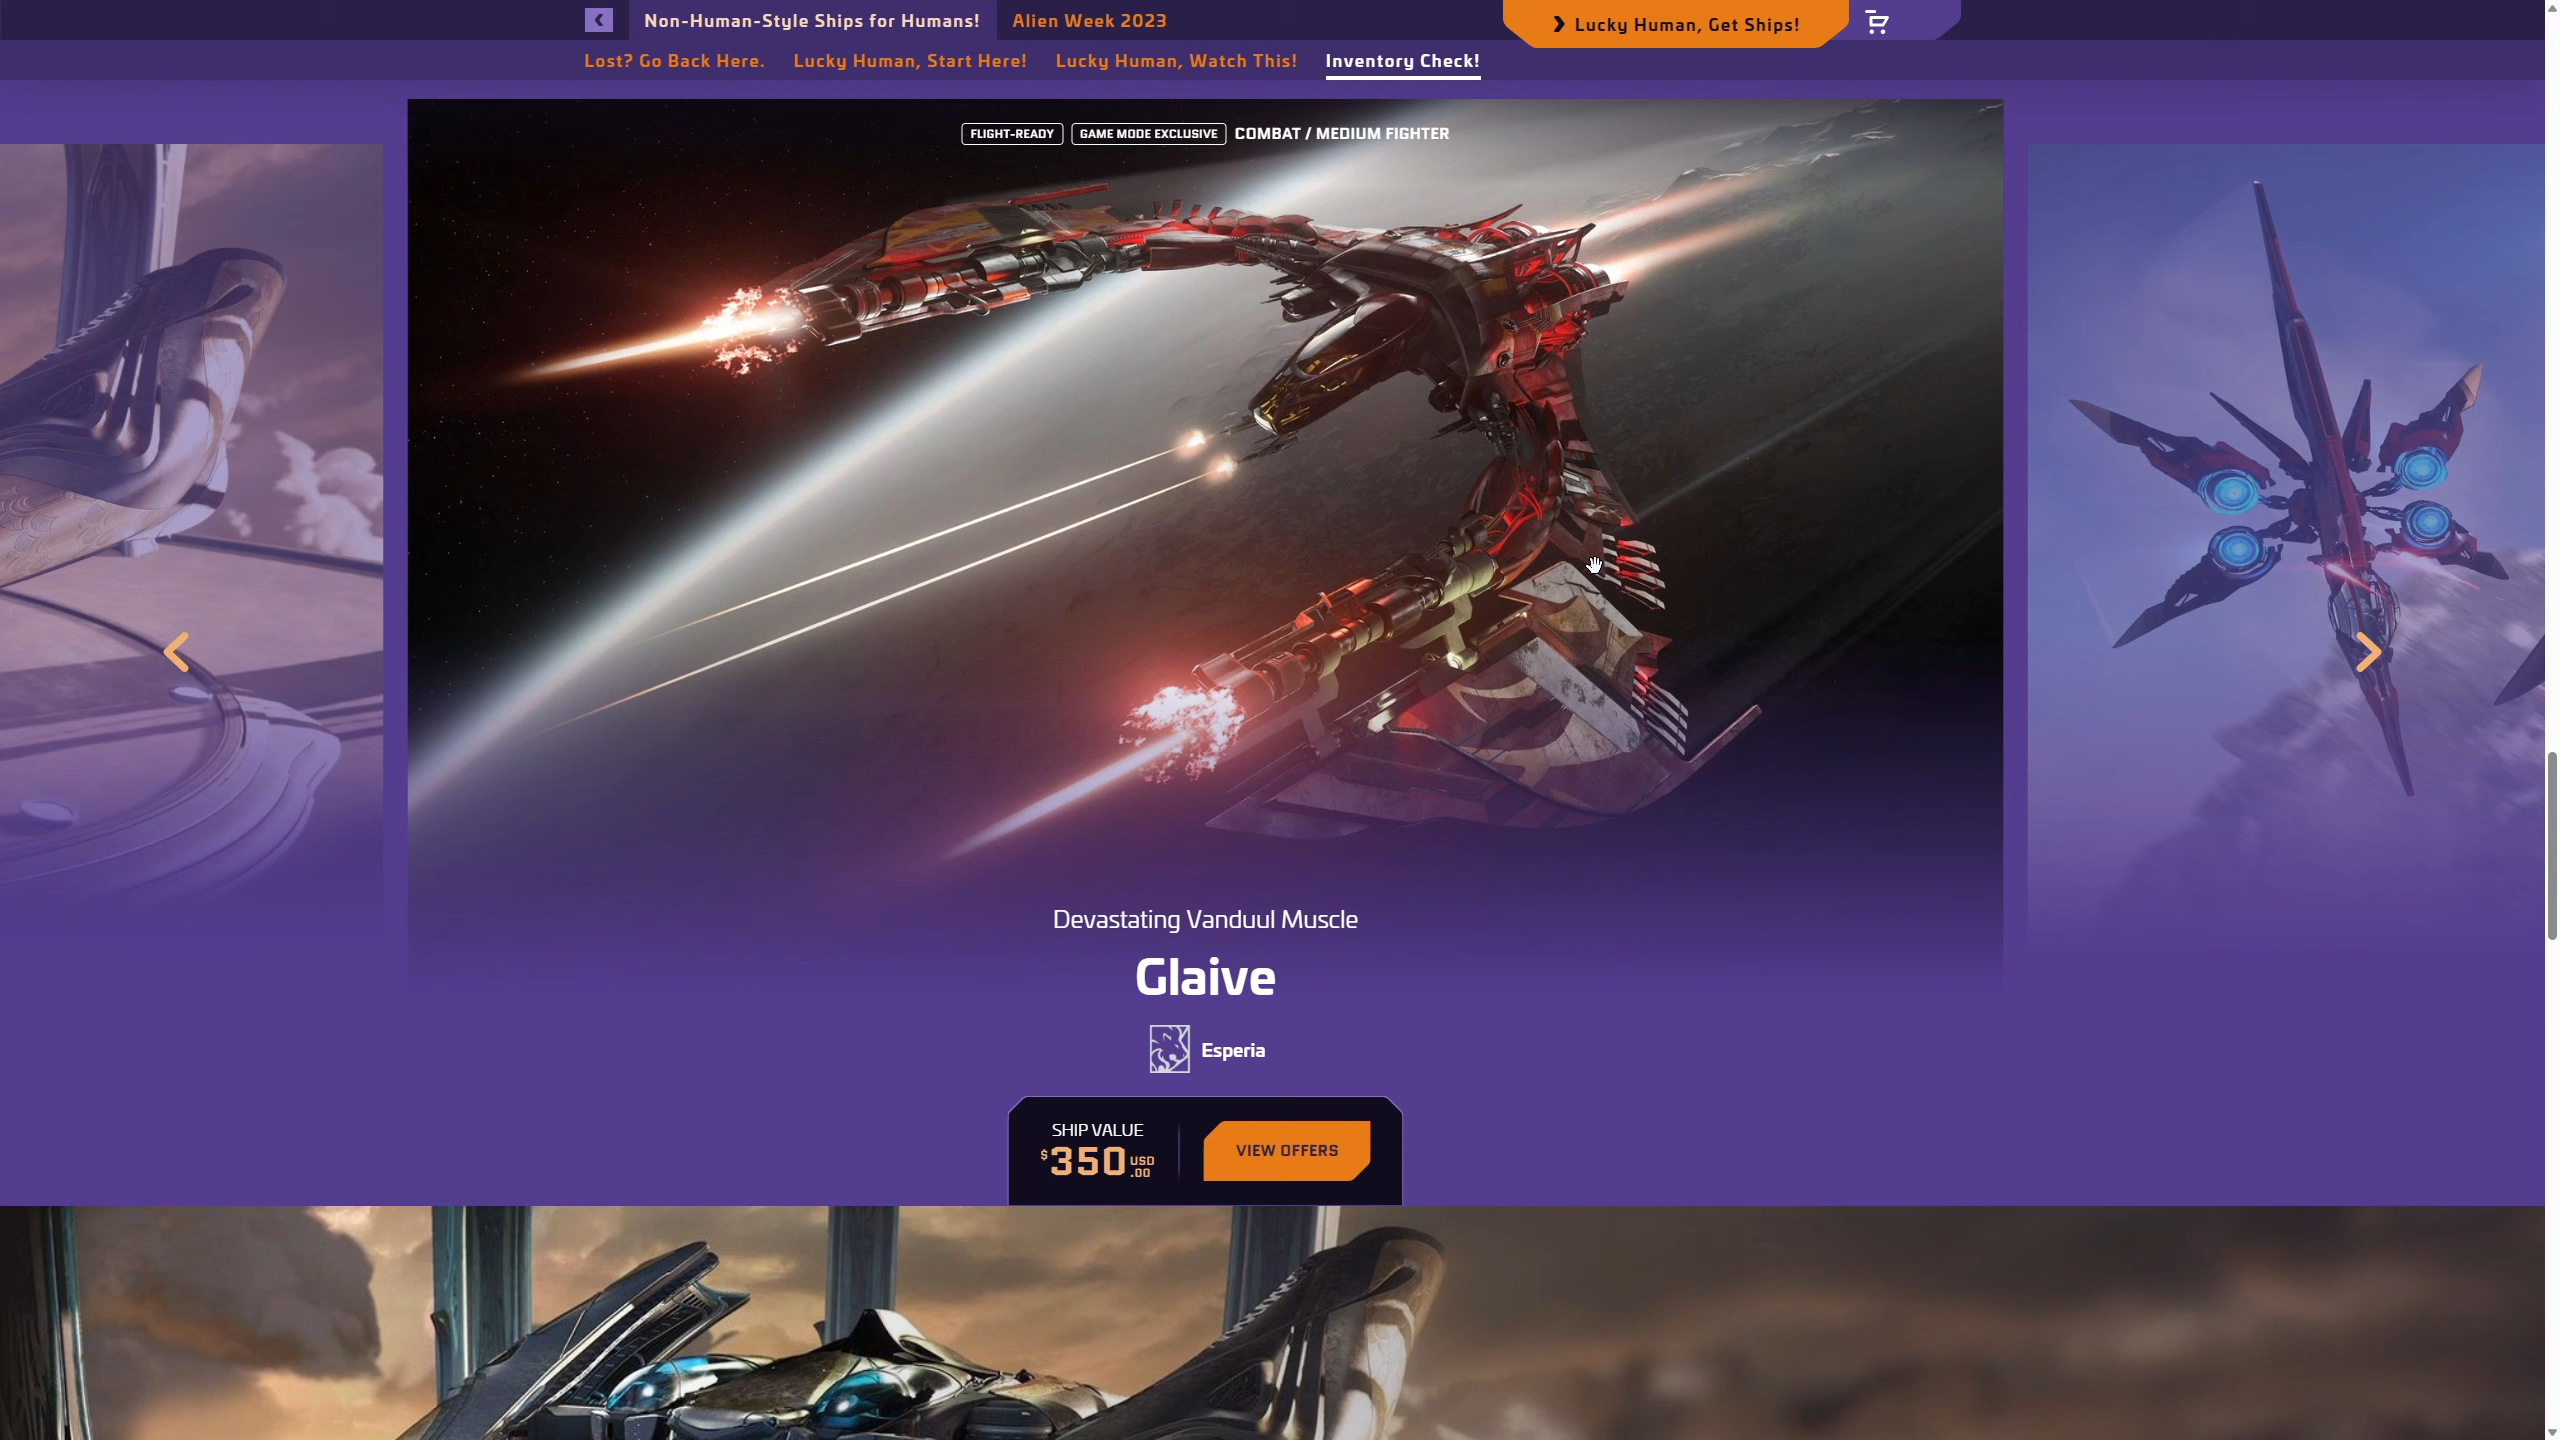 Non-Human-Style Ships for Humans!
Alien Week 2023
Lucky Human, Get Ships!
Lost? Go Back Here.
Lucky Human, Start Here!
Lucky Human, Watch This!
Inventory Check!
FLIGHT-READY
GAME MODE EXCLUSIVE
COMBAT / MEDIUM FIGHTER
Devastating Vanduul Muscle
Glaive
Esperia
SHIP VALUE
$350 USD .00
VIEW OFFERS